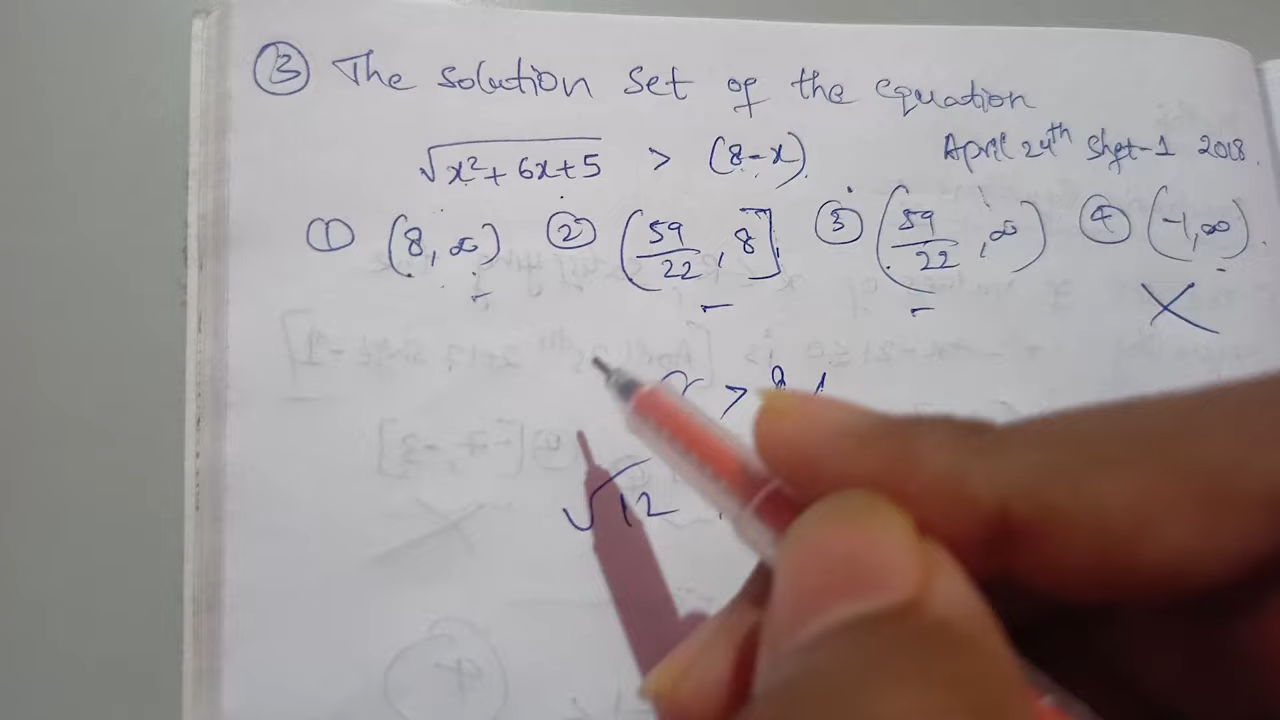 ③ The solution set of the equation
√x²+6x+5 > (8-x)
April 24th Shft-1 2018.
① (8, ∞) ② (59/22, 8] ③ (59/22, ∞) ④ (-1, ∞).
√12